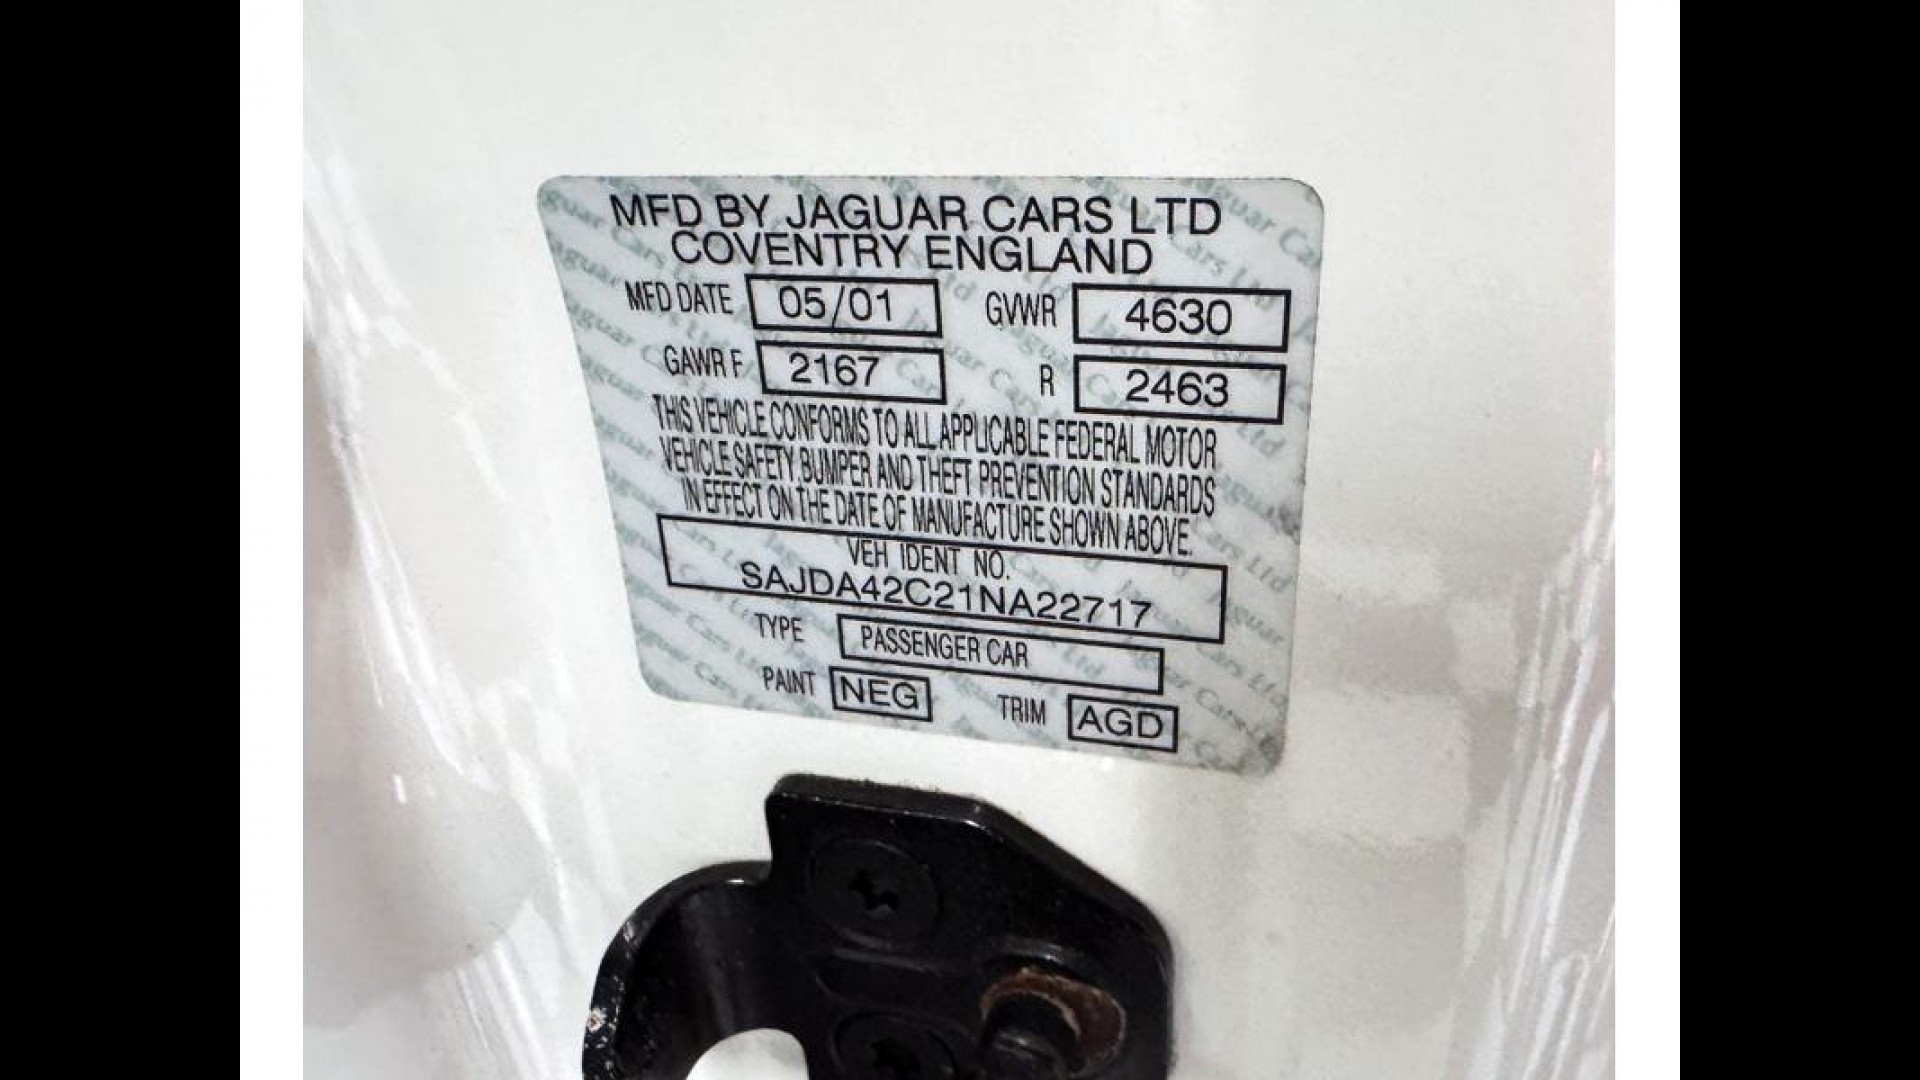 MFD BY JAGUAR CARS LTD
COVENTRY ENGLAND
MFD DATE 05/01 GVWR 4630
GAWR F 2167 R 2463
THIS VEHICLE CONFORMS TO ALL APPLICABLE FEDERAL MOTOR
VEHICLE SAFETY BUMPER AND THEFT PREVENTION STANDARDS
IN EFFECT ON THE DATE OF MANUFACTURE SHOWN ABOVE.
VEH IDENT NO.
SAJDA42C21NA22717
TYPE PASSENGER CAR
PAINT NEG TRIM AGD